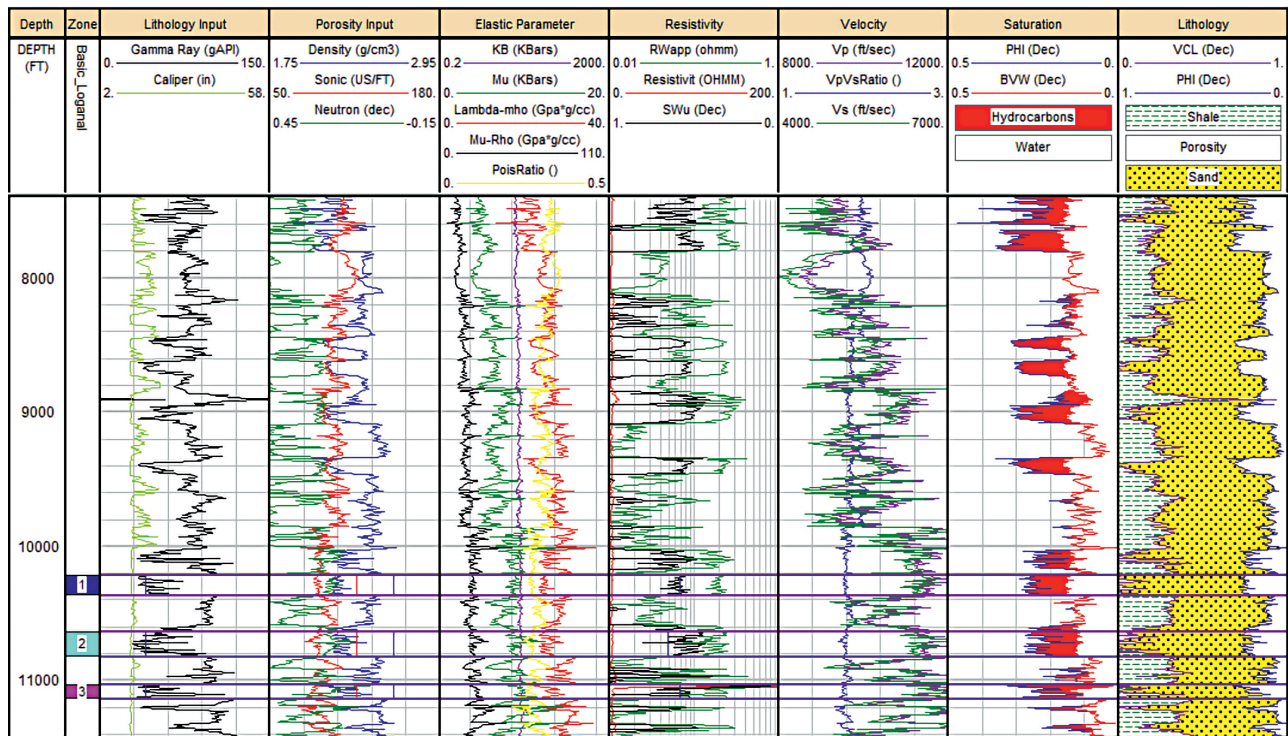 Depth Zone Lithology Input Porosity Input Elastic Parameter Resistivity Velocity Saturation Lithology
DEPTH (FT)
Basic_Loganal
Gamma Ray (gAPI)
0. 150.
Caliper (in)
2. 58.
Density (g/cm3)
1.75 2.95
Sonic (US/FT)
50. 180.
Neutron (dec)
0.45 -0.15
KB (KBars)
0.2 2000.
Mu (KBars)
0. 20.
Lambda-mho (Gpa*g/cc)
0. 40.
Mu-Rho (Gpa*g/cc)
0. 110.
PoisRatio ()
0. 0.5
RWapp (ohmm)
0.01 1.
Resistivit (OHMM)
0. 200.
SWu (Dec)
1. 0.
Vp (ft/sec)
8000. 12000.
VpVsRatio ()
1. 3.
Vs (ft/sec)
4000. 7000.
PHI (Dec)
0.5 0.
BVW (Dec)
0.5 0.
Hydrocarbons
Water
VCL (Dec)
0. 1.
PHI (Dec)
1. 0.
Shale
Porosity
Sand
8000
9000
10000
1
2
11000
3